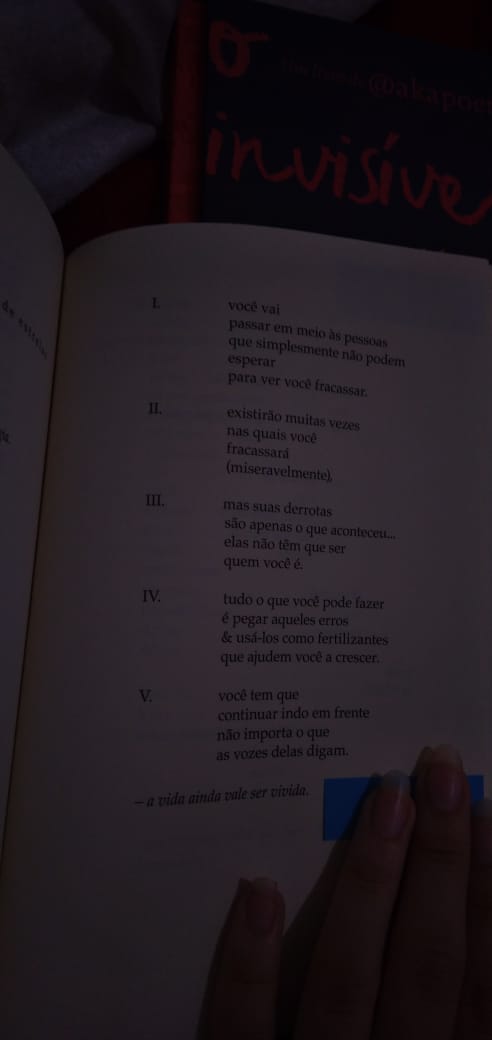 o
@akapoet
invisíve
de estrelas
I.
você vai
passar em meio às pessoas
que simplesmente não podem
esperar
para ver você fracassar.
II.
existirão muitas vezes
nas quais você
fracassará
(miseravelmente),
III.
mas suas derrotas
são apenas o que aconteceu...
elas não têm que ser
quem você é.
IV.
tudo o que você pode fazer
é pegar aqueles erros
& usá-los como fertilizantes
que ajudem você a crescer.
V.
você tem que
continuar indo em frente
não importa o que
as vozes delas digam.
– a vida ainda vale ser vivida.